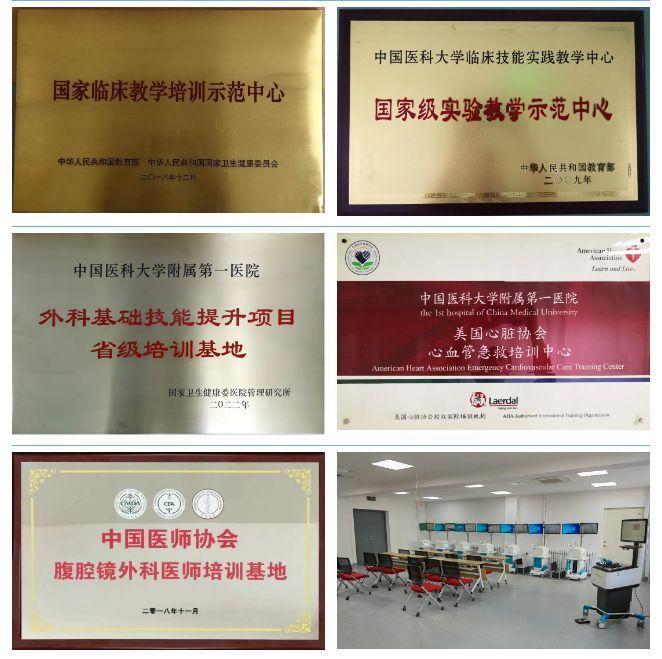 国家临床教学培训示范中心
中华人民共和国教育部 中华人民共和国国家卫生健康委员会
二〇一八年十二月
中国医科大学临床技能实践教学中心
国家级实验教学示范中心
中华人民共和国教育部
二〇〇九年
中国医科大学附属第一医院
外科基础技能提升项目
省级培训基地
国家卫生健康委医院管理研究所
二〇二二年
American Heart
Association
Learn and Live
中国医科大学附属第一医院
the 1st hospital of China Medical University
美国心脏协会
心血管急救培训中心
American Heart Association Emergency Cardiovascular Care Training Center
Laerdal
美国心脏协会授权国际培训机构 AHA Authorized International Training Organization
CMDA
中国医师协会
腹腔镜外科医师培训基地
二零一八年十一月